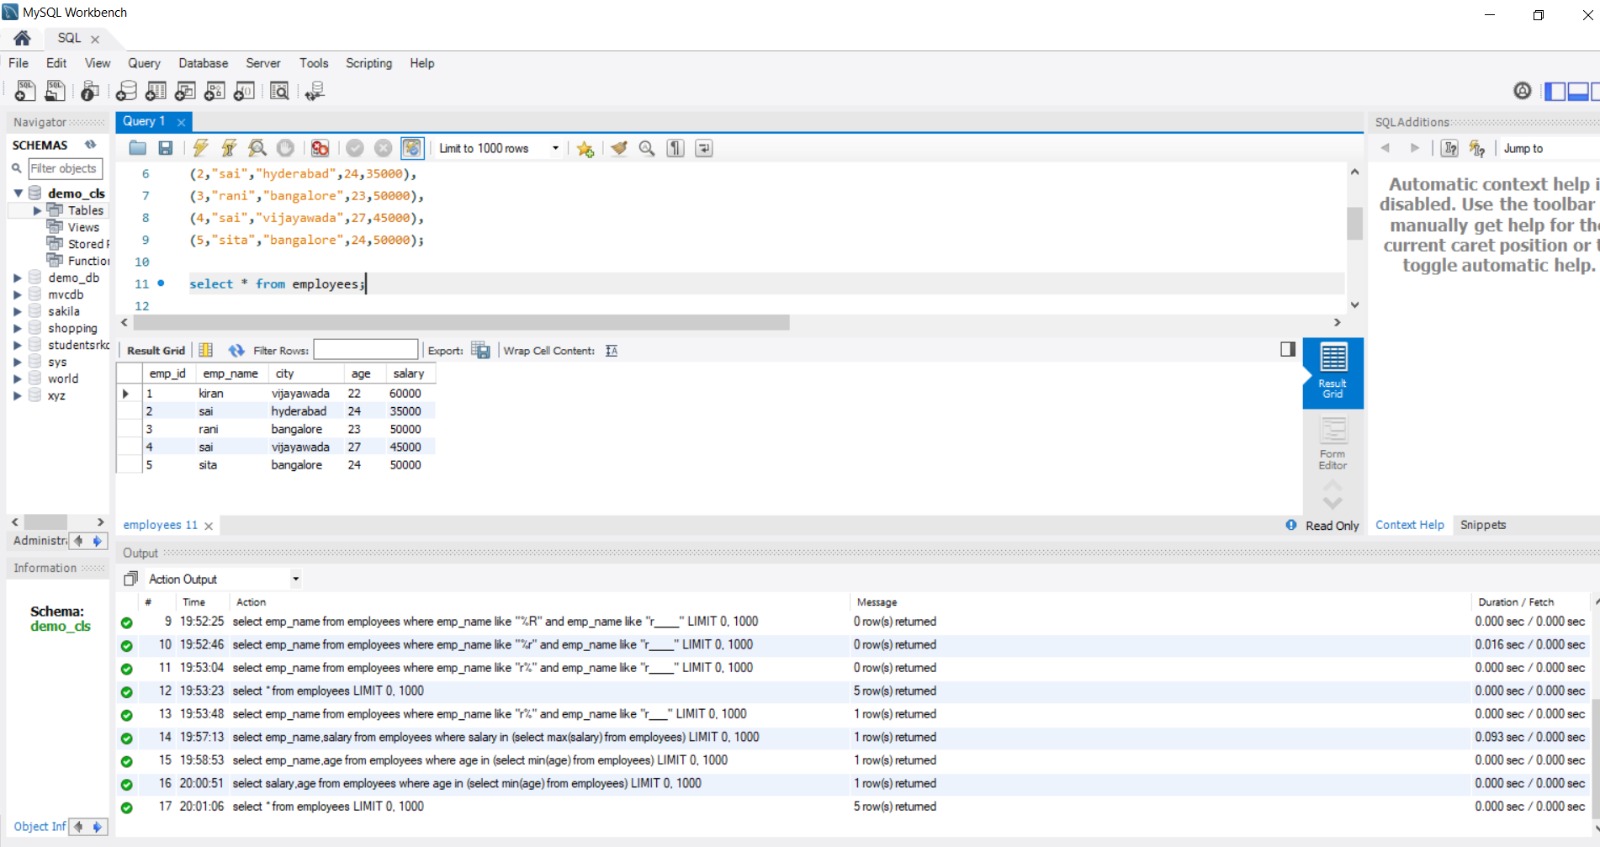 MySQL Workbench
SQL
File Edit View Query Database Server Tools Scripting Help
Navigator
SCHEMAS
Filter objects
demo_cls
Tables
Views
Stored P
Functio
demo_db
mvcdb
sakila
shopping
studentsrkc
sys
world
xyz
Administr
Information
Schema:
demo_cls
Object Inf
Query 1
Limit to 1000 rows
6 (2,"sai","hyderabad",24,35000),
7 (3,"rani","bangalore",23,50000),
8 (4,"sai","vijayawada",27,45000),
9 (5,"sita","bangalore",24,50000);
10
11 select * from employees;
12
Result Grid Filter Rows: Export: Wrap Cell Content:
emp_id emp_name city age salary
1 kiran vijayawada 22 60000
2 sai hyderabad 24 35000
3 rani bangalore 23 50000
4 sai vijayawada 27 45000
5 sita bangalore 24 50000
Result
Grid
Form
Editor
employees 11
Read Only
SQLAdditions
Jump to
Automatic context help i
disabled. Use the toolbar
manually get help for the
current caret position or t
toggle automatic help.
Context Help Snippets
Output
Action Output
# Time Action Message Duration / Fetch
9 19:52:25 select emp_name from employees where emp_name like "%R" and emp_name like "r____" LIMIT 0, 1000 0 row(s) returned 0.000 sec / 0.000 sec
10 19:52:46 select emp_name from employees where emp_name like "%r" and emp_name like "r____" LIMIT 0, 1000 0 row(s) returned 0.016 sec / 0.000 sec
11 19:53:04 select emp_name from employees where emp_name like "r%" and emp_name like "r____" LIMIT 0, 1000 0 row(s) returned 0.000 sec / 0.000 sec
12 19:53:23 select * from employees LIMIT 0, 1000 5 row(s) returned 0.000 sec / 0.000 sec
13 19:53:48 select emp_name from employees where emp_name like "r%" and emp_name like "r___" LIMIT 0, 1000 1 row(s) returned 0.000 sec / 0.000 sec
14 19:57:13 select emp_name,salary from employees where salary in (select max(salary) from employees) LIMIT 0, 1000 1 row(s) returned 0.093 sec / 0.000 sec
15 19:58:53 select emp_name,age from employees where age in (select min(age) from employees) LIMIT 0, 1000 1 row(s) returned 0.000 sec / 0.000 sec
16 20:00:51 select salary,age from employees where age in (select min(age) from employees) LIMIT 0, 1000 1 row(s) returned 0.000 sec / 0.000 sec
17 20:01:06 select * from employees LIMIT 0, 1000 5 row(s) returned 0.000 sec / 0.000 sec